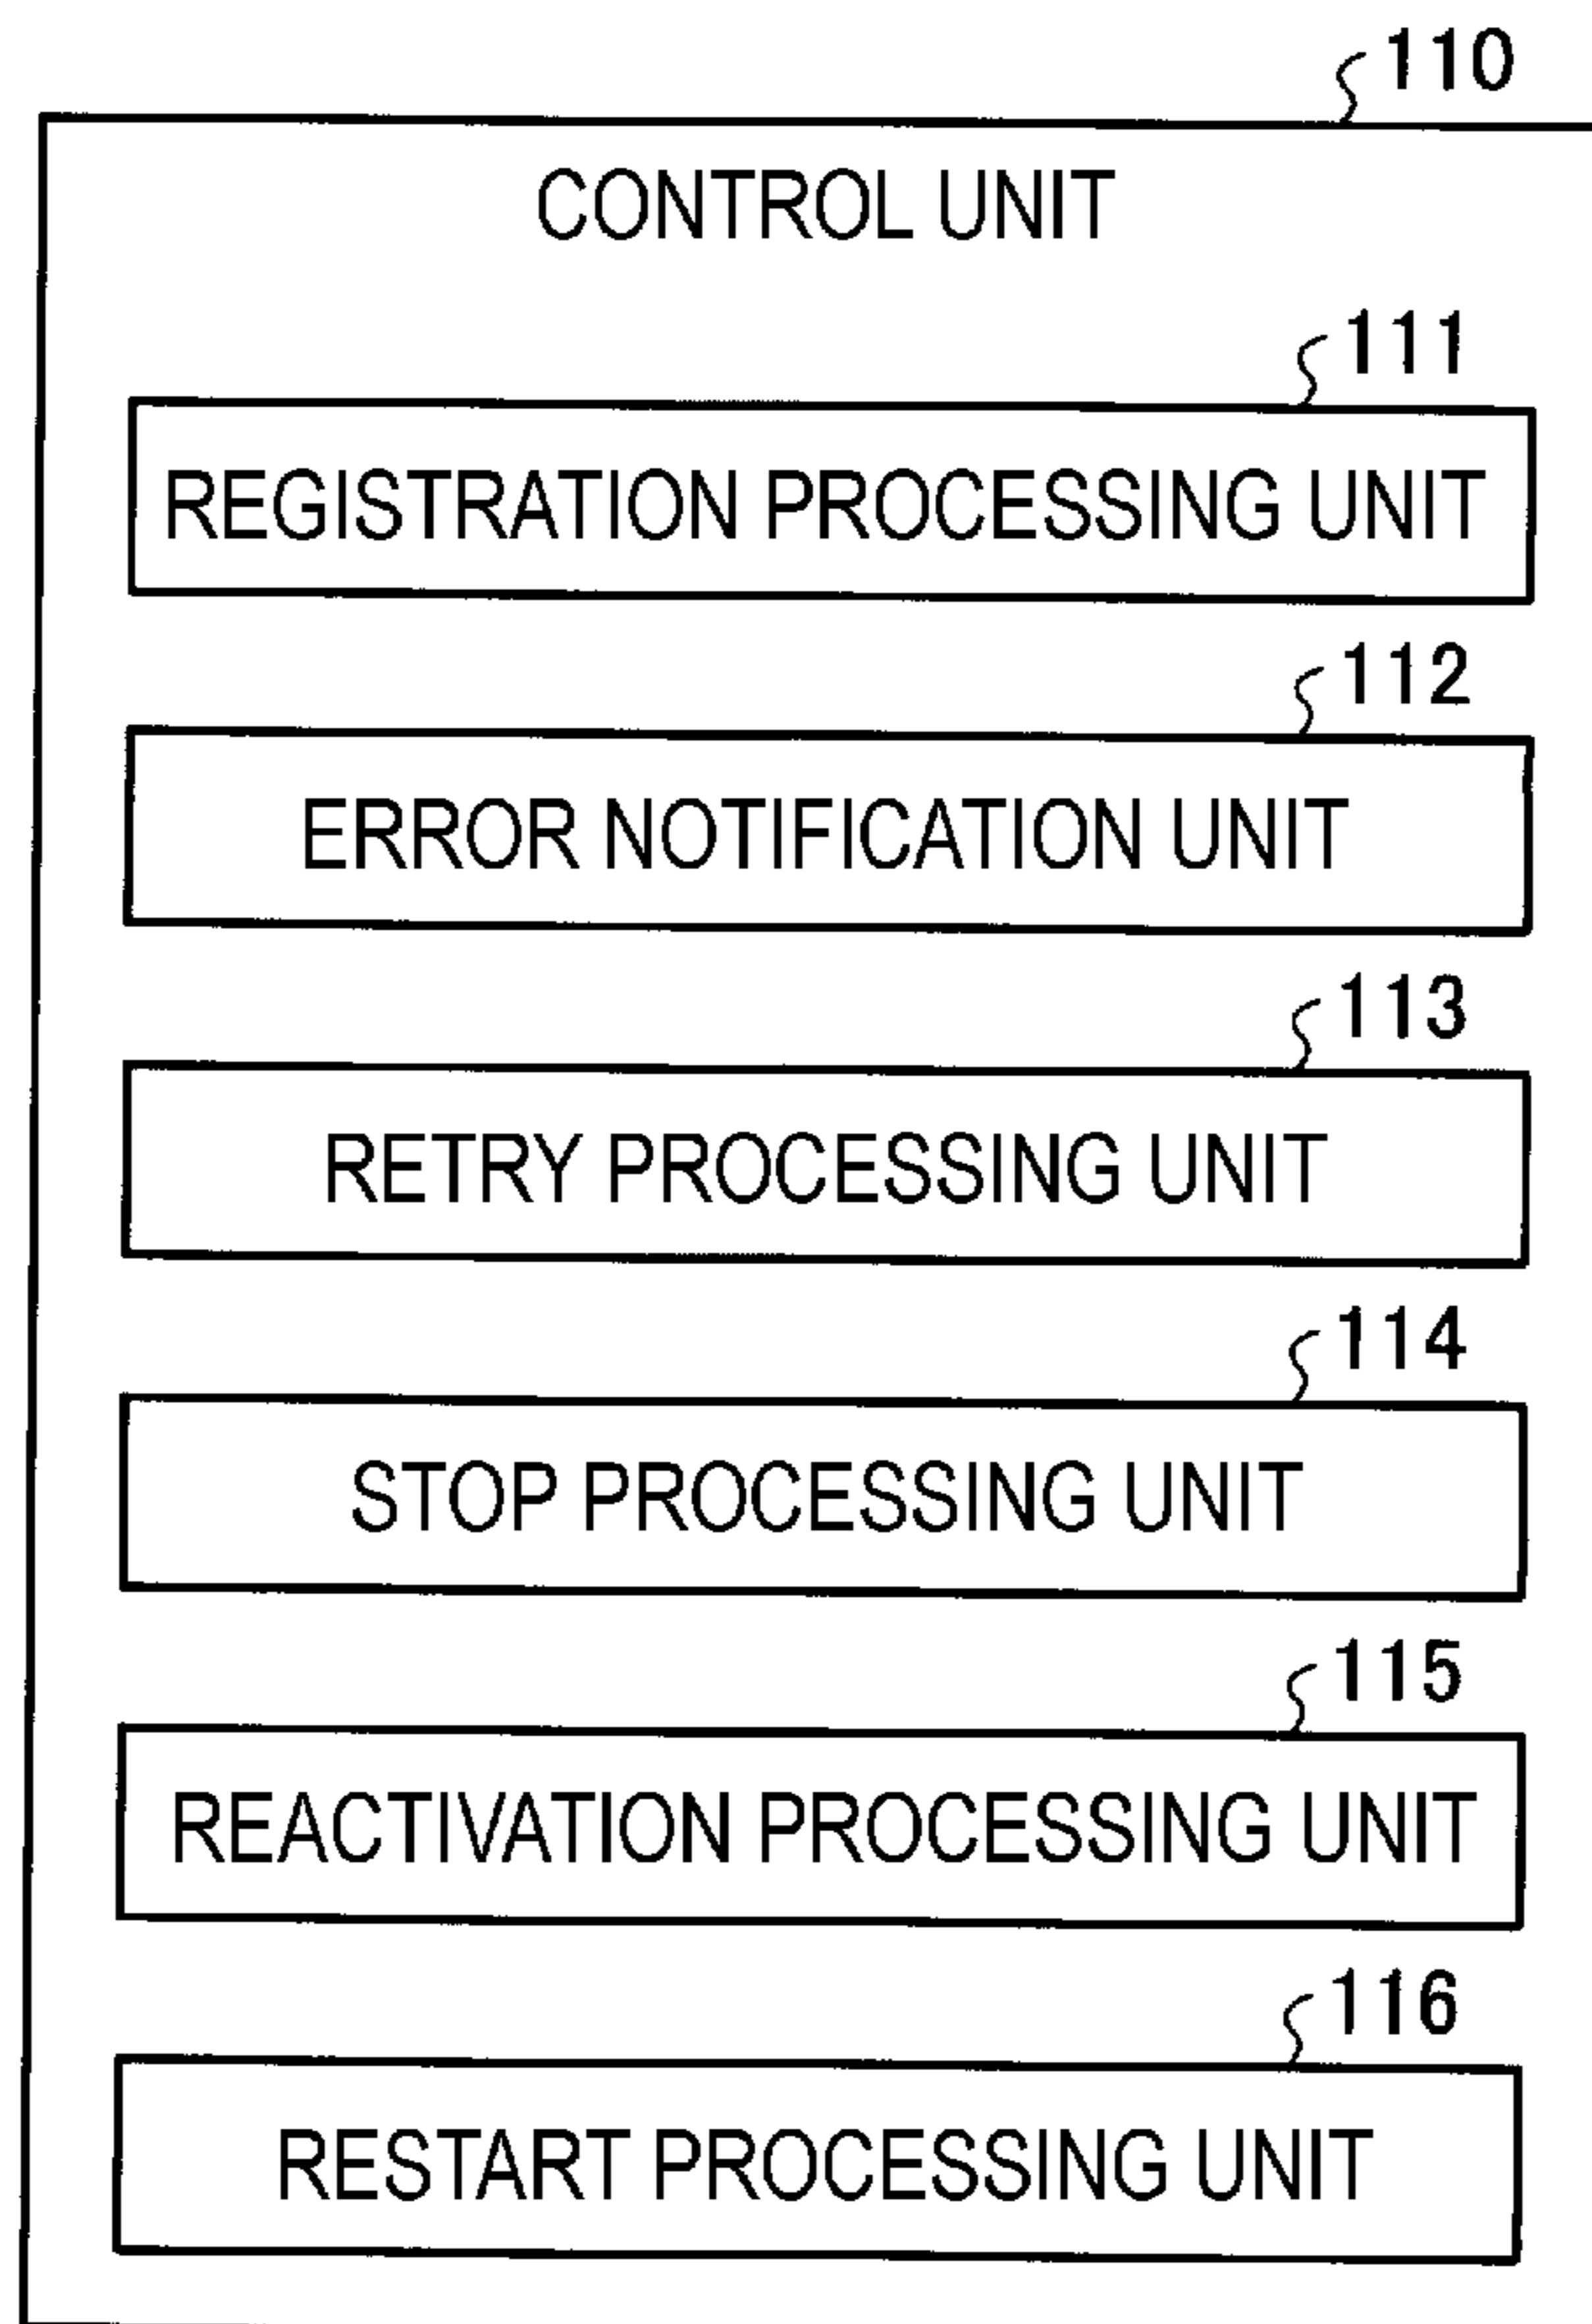 110
CONTROL UNIT
111
REGISTRATION PROCESSING UNIT
112
ERROR NOTIFICATION UNIT
113
RETRY PROCESSING UNIT
114
STOP PROCESSING UNIT
115
REACTIVATION PROCESSING UNIT
116
RESTART PROCESSING UNIT